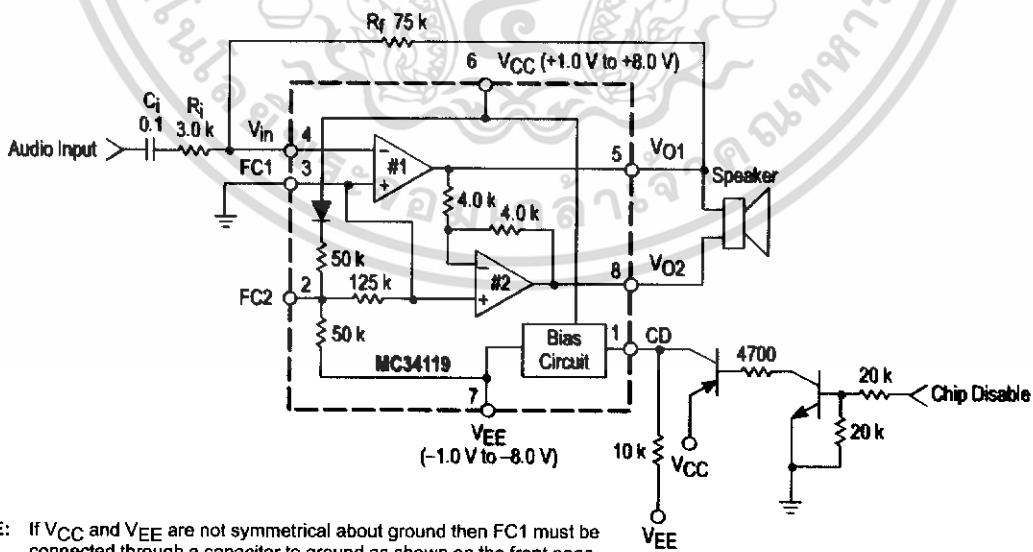 Rf 75 k
6 VCC (+1.0 V to +8.0 V)
Ci
0.1
Ri
3.0 k
Vin
4
Audio Input
FC1
3
#1
5
VO1
Speaker
4.0 k
4.0 k
50 k
2
125 k
FC2
#2
8
VO2
50 k
MC34119
Bias
Circuit
1
CD
4700
20 k
Chip Disable
7
VEE
(–1.0 V to –8.0 V)
10 k
VCC
20 k
VEE
E: If VCC and VEE are not symmetrical about ground then FC1 must be
connected through a capacitor to ground as shown on the front page